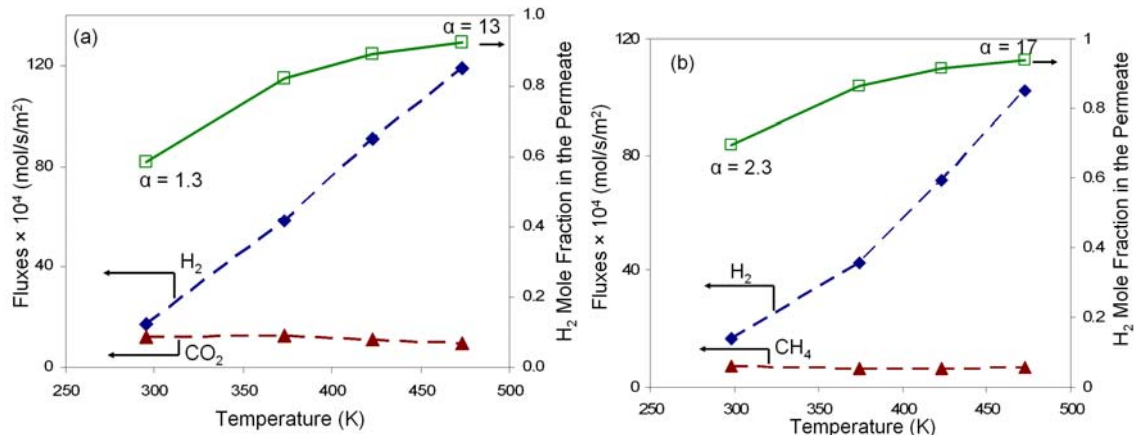 (a)
α = 13
α = 1.3
H₂
CO₂
Fluxes × 10⁴ (mol/s/m²)
0
40
80
120
H₂ Mole Fraction in the Permeate
0.0
0.2
0.4
0.6
0.8
1.0
250 300 350 400 450 500
Temperature (K)
(b)
α = 17
α = 2.3
H₂
CH₄
Fluxes × 10⁴ (mol/s/m²)
0
40
80
120
H₂ Mole Fraction in the Permeate
0
0.2
0.4
0.6
0.8
1
250 300 350 400 450 500
Temperature (K)